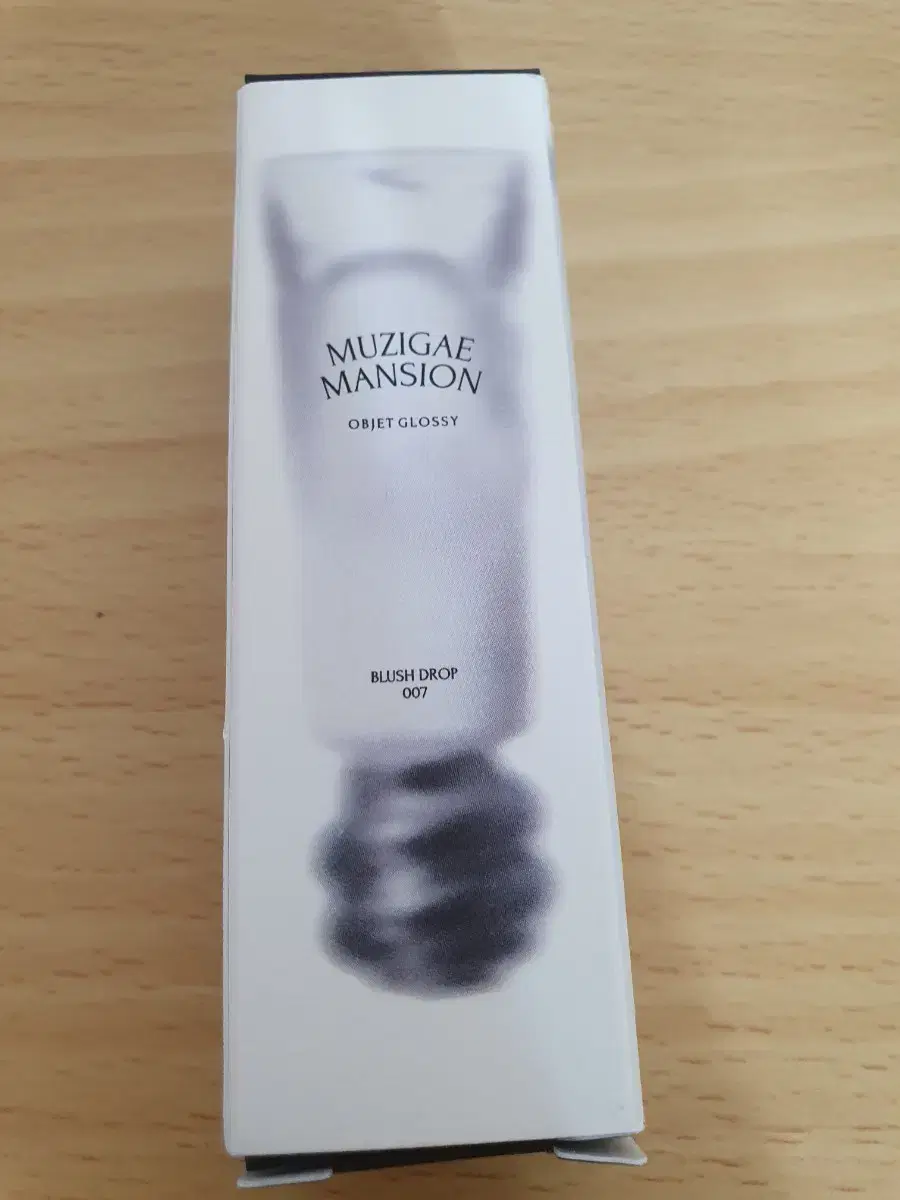 MUZIGAE
MANSION
OBJET GLOSSY
BLUSH DROP
007